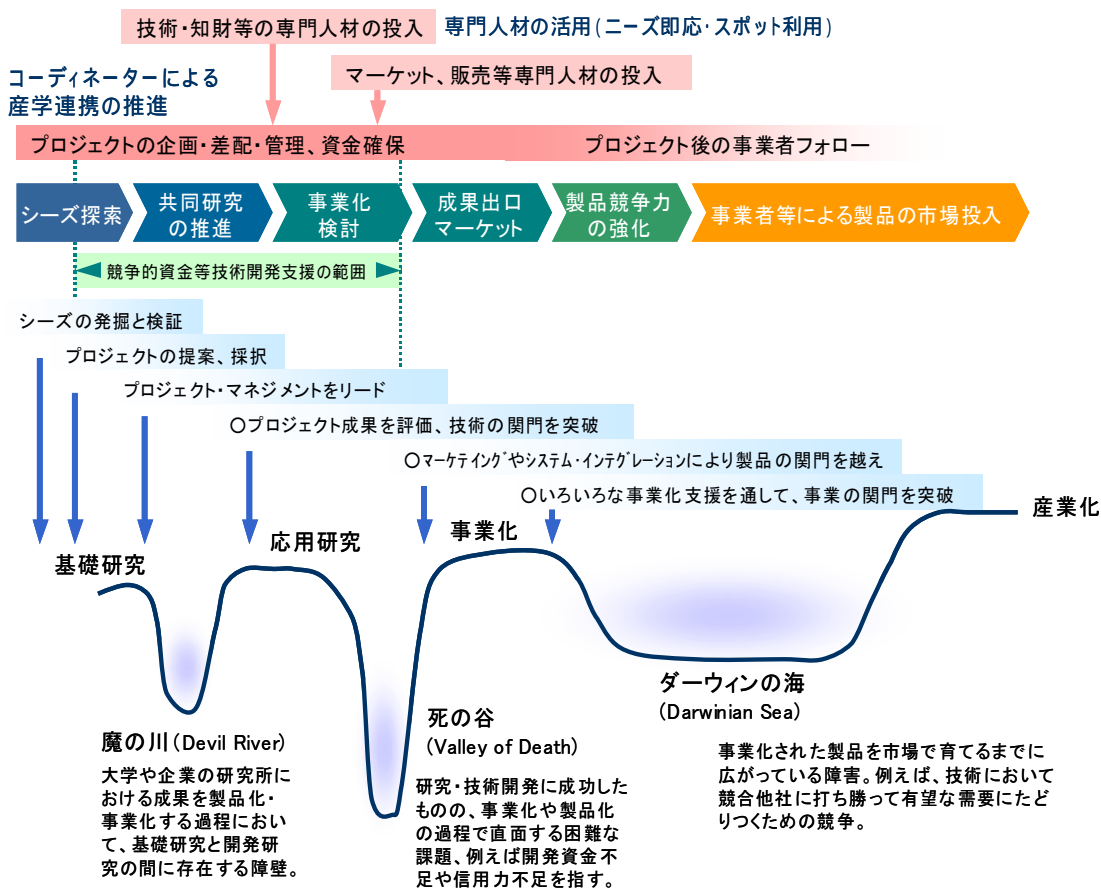 技術・知財等の専門人材の投入
専門人材の活用(ニーズ即応・スポット利用)
マーケット、販売等専門人材の投入
コーディネーターによる
産学連携の推進
プロジェクトの企画・差配・管理、資金確保
プロジェクト後の事業者フォロー
シーズ探索
共同研究
の推進
事業化
検討
成果出口
マーケット
製品競争力
の強化
事業者等による製品の市場投入
競争的資金等技術開発支援の範囲
シーズの発掘と検証
プロジェクトの提案、採択
プロジェクト・マネジメントをリード
○プロジェクト成果を評価、技術の関門を突破
○マーケティングやシステム・インテグレーションにより製品の関門を越え
○いろいろな事業化支援を通して、事業の関門を突破
産業化
事業化
応用研究
基礎研究
魔の川(Devil River)
大学や企業の研究所に
おける成果を製品化・
事業化する過程におい
て、基礎研究と開発研
究の間に存在する障壁。
死の谷
(Valley of Death)
研究・技術開発に成功した
ものの、事業化や製品化
の過程で直面する困難な
課題、例えば開発資金不
足や信用力不足を指す。
ダーウィンの海
(Darwinian Sea)
事業化された製品を市場で育てるまでに
広がっている障害。例えば、技術において
競合他社に打ち勝って有望な需要にたど
りつくための競争。